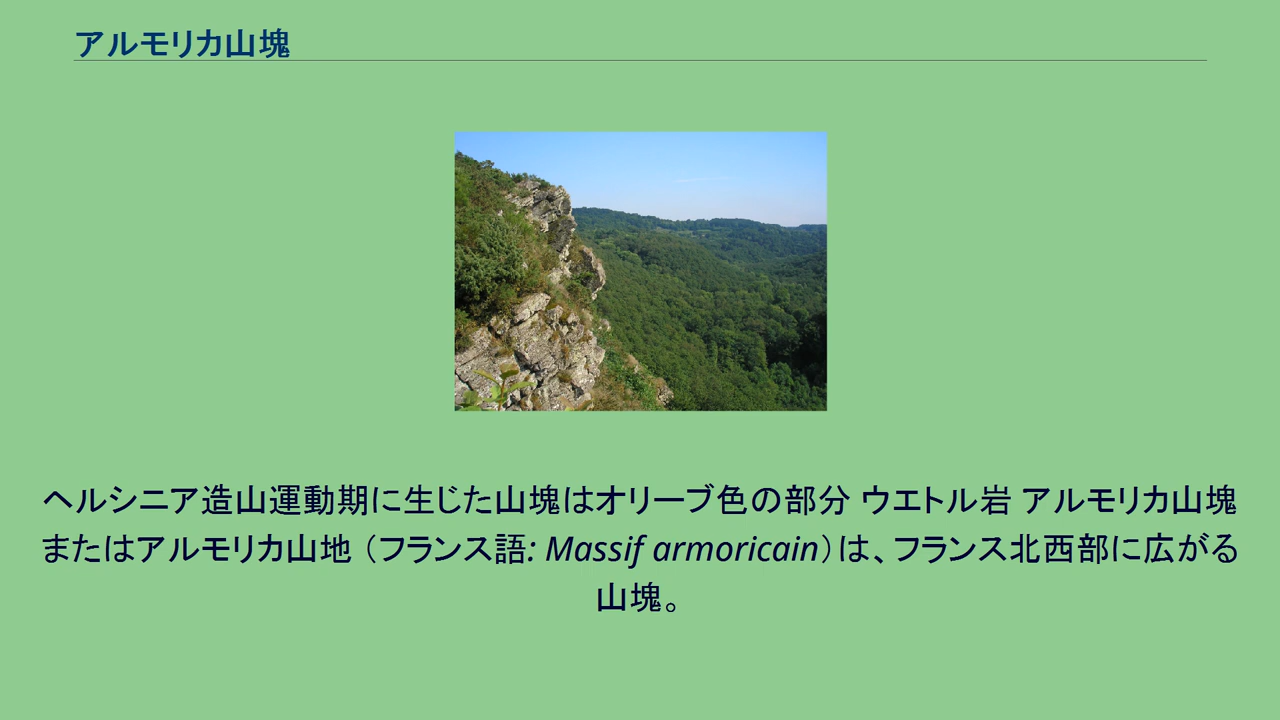 アルモリカ山塊
ヘルシニア造山運動期に生じた山塊はオリーブ色の部分 ウエトル岩 アルモリカ山塊
またはアルモリカ山地 （フランス語: Massif armoricain）は、フランス北西部に広がる
山塊。